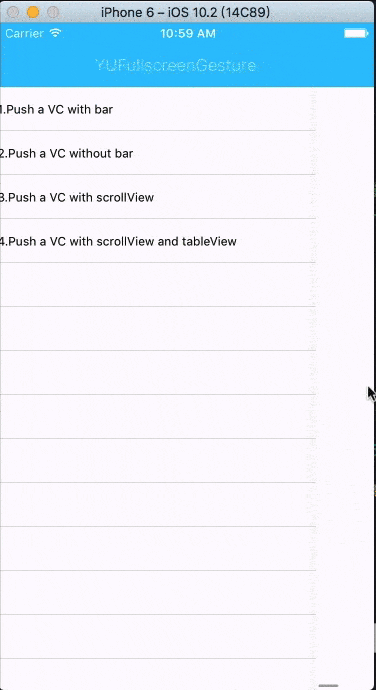 iPhone 6 – iOS 10.2 (14C89)
Carrier 10:59 AM
YUFullscreenGesture
1.Push a VC with bar
2.Push a VC without bar
3.Push a VC with scrollView
4.Push a VC with scrollView and tableView